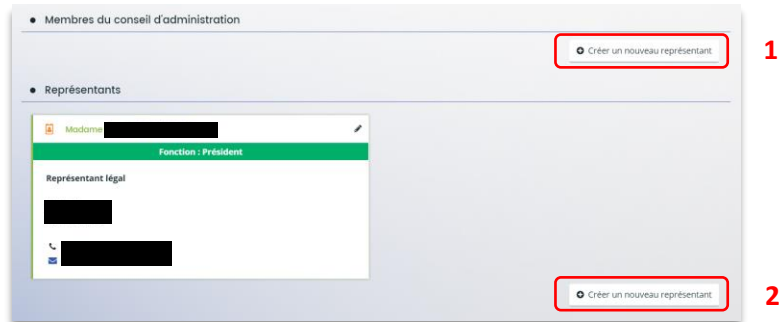 Membres du conseil d'administration
Créer un nouveau représentant
1
Représentants
Madame
Fonction : Président
Représentant légal
Créer un nouveau représentant
2